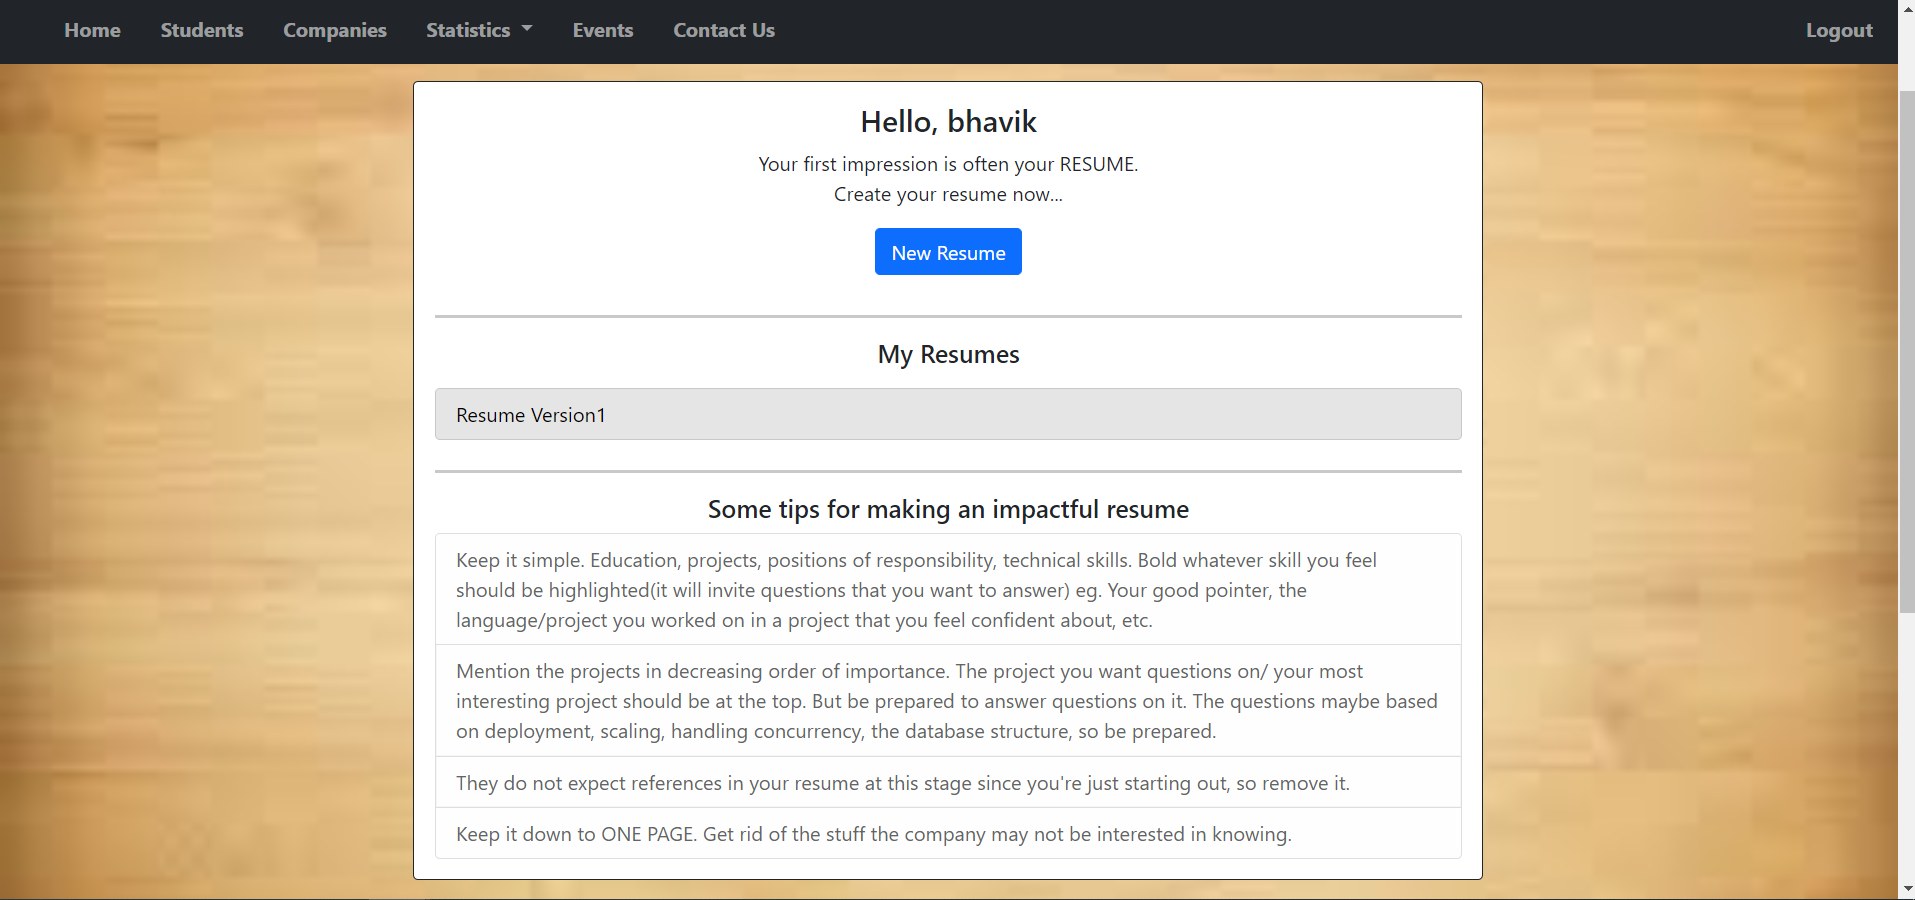 Home Students Companies Statistics Events Contact Us Logout
Hello, bhavik
Your first impression is often your RESUME.
Create your resume now...
New Resume
My Resumes
Resume Version1
Some tips for making an impactful resume
Keep it simple. Education, projects, positions of responsibility, technical skills. Bold whatever skill you feel
should be highlighted(it will invite questions that you want to answer) eg. Your good pointer, the
language/project you worked on in a project that you feel confident about, etc.
Mention the projects in decreasing order of importance. The project you want questions on/ your most
interesting project should be at the top. But be prepared to answer questions on it. The questions maybe based
on deployment, scaling, handling concurrency, the database structure, so be prepared.
They do not expect references in your resume at this stage since you're just starting out, so remove it.
Keep it down to ONE PAGE. Get rid of the stuff the company may not be interested in knowing.